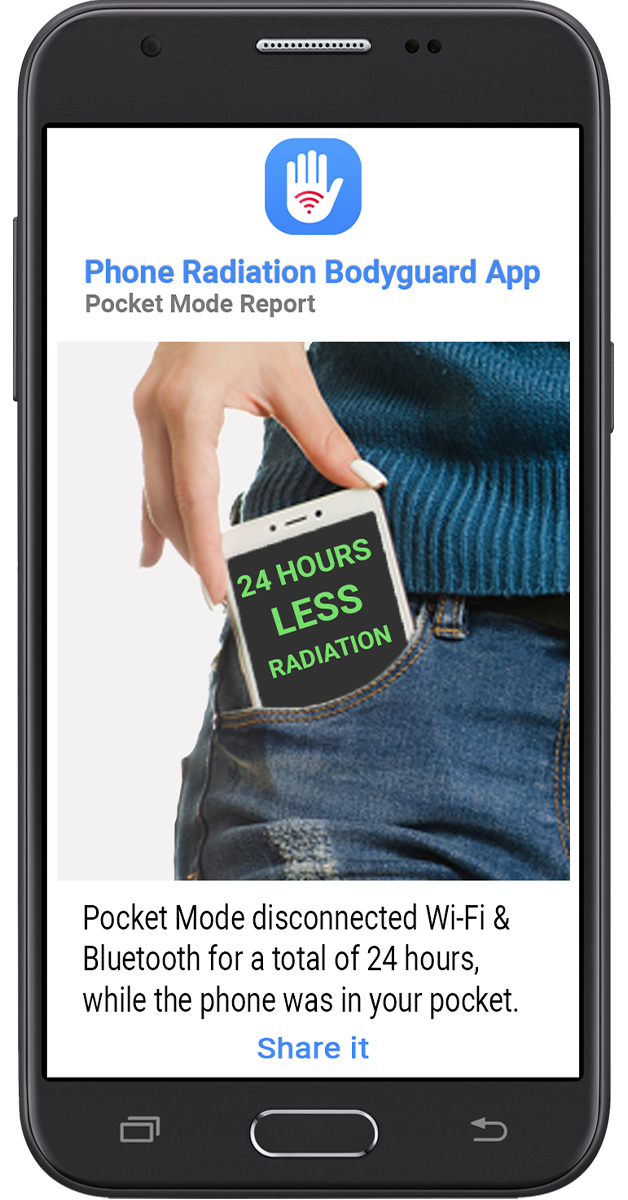 Phone Radiation Bodyguard App
Pocket Mode Report
24 HOURS
LESS
RADIATION
Pocket Mode disconnected Wi-Fi &
Bluetooth for a total of 24 hours,
while the phone was in your pocket.
Share it